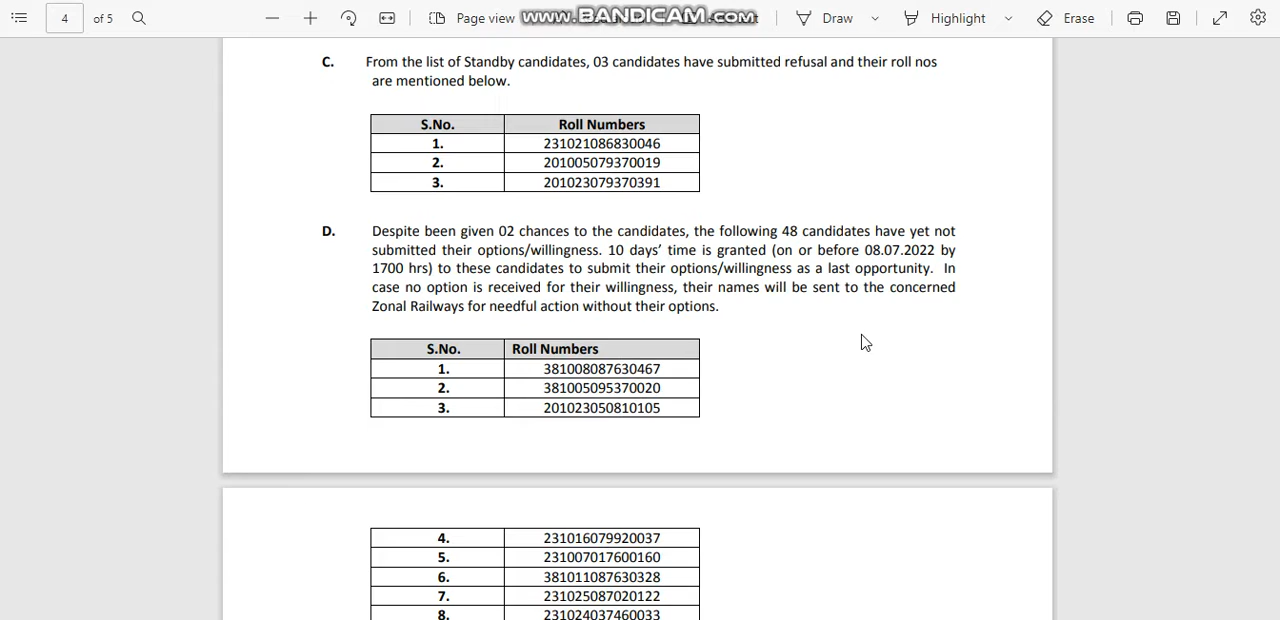 4 of 5 Page view www.BANDICAM.com Draw Highlight Erase
C. From the list of Standby candidates, 03 candidates have submitted refusal and their roll nos
are mentioned below.
S.No. Roll Numbers
1. 231021086830046
2. 201005079370019
3. 201023079370391
D. Despite been given 02 chances to the candidates, the following 48 candidates have yet not
submitted their options/willingness. 10 days’ time is granted (on or before 08.07.2022 by
1700 hrs) to these candidates to submit their options/willingness as a last opportunity. In
case no option is received for their willingness, their names will be sent to the concerned
Zonal Railways for needful action without their options.
S.No. Roll Numbers
1. 381008087630467
2. 381005095370020
3. 201023050810105
4. 231016079920037
5. 231007017600160
6. 381011087630328
7. 231025087020122
8. 231024037460033